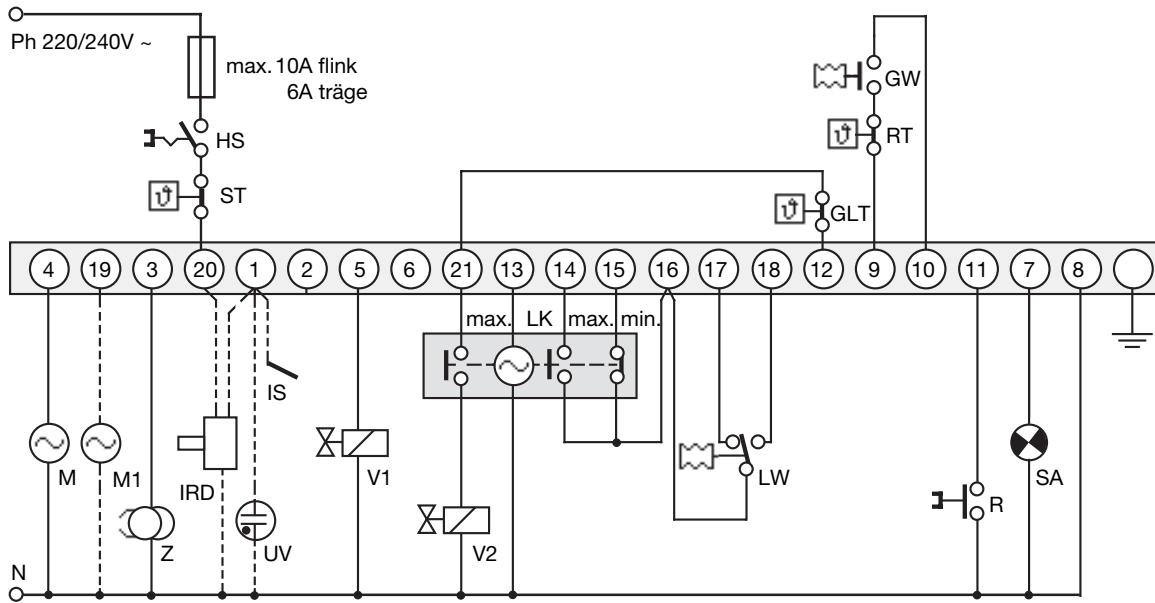 Ph 220/240V ~
max. 10A flink
6A träge
HS
ST
GW
RT
GLT
ϑ
ϑ
ϑ
4 19 3 20 1 2 5 6 21 13 14 15 16 17 18 12 9 10 11 7 8
max. LK max. min.
IS
M M1 IRD Z UV V1 V2 LW R SA
N